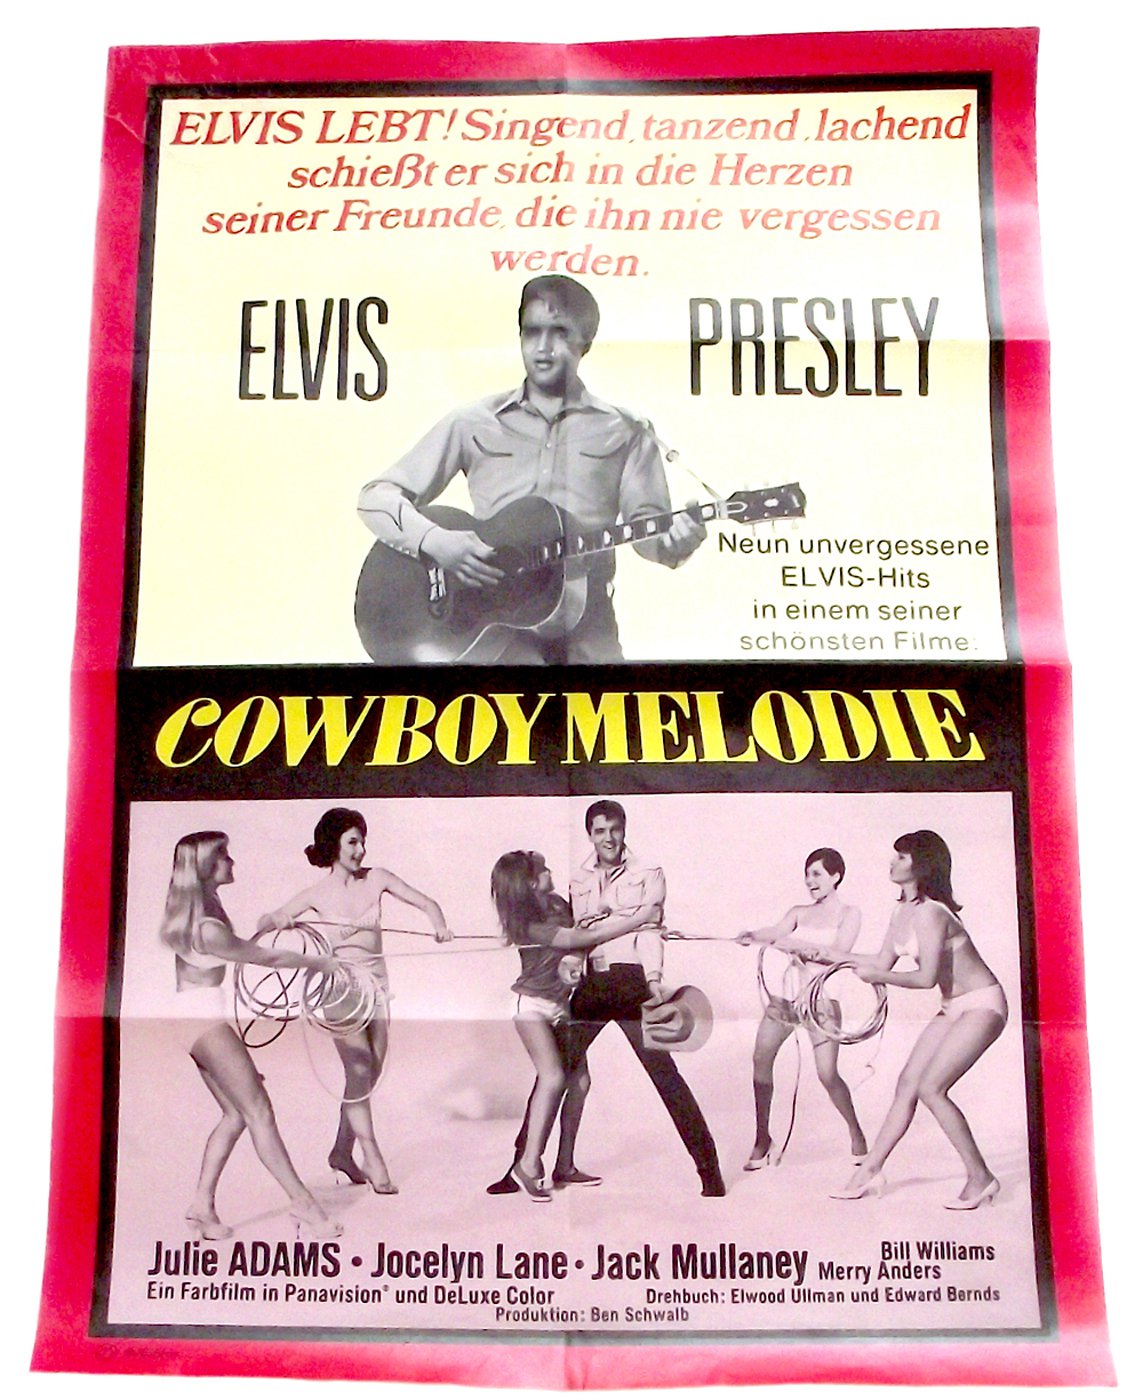 ELVIS LEBT! Singend, tanzend, lachend
schießt er sich in die Herzen
seiner Freunde, die ihn nie vergessen
werden.
ELVIS PRESLEY
Neun unvergessene
ELVIS-Hits
in einem seiner
schönsten Filme:
COWBOY MELODIE
Julie ADAMS • Jocelyn Lane • Jack Mullaney
Bill Williams
Merry Anders
Ein Farbfilm in Panavision® und DeLuxe Color
Drehbuch: Elwood Ullman und Edward Bernds
Produktion: Ben Schwalb